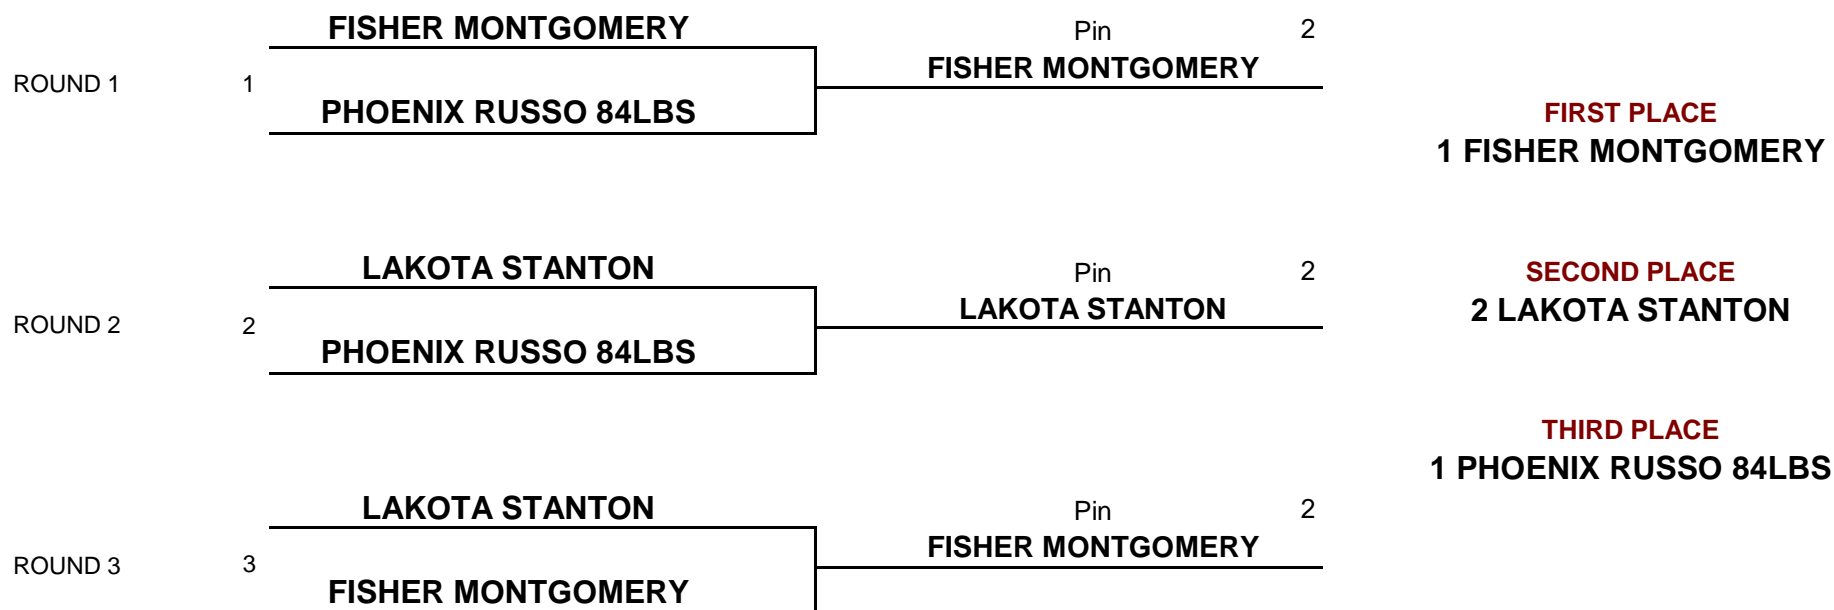 FISHER MONTGOMERY
Pin 2
FISHER MONTGOMERY
ROUND 1 1
PHOENIX RUSSO 84LBS
FIRST PLACE
1 FISHER MONTGOMERY
LAKOTA STANTON
Pin 2
SECOND PLACE
LAKOTA STANTON
2 LAKOTA STANTON
ROUND 2 2
PHOENIX RUSSO 84LBS
THIRD PLACE
1 PHOENIX RUSSO 84LBS
LAKOTA STANTON
Pin 2
FISHER MONTGOMERY
ROUND 3 3
FISHER MONTGOMERY